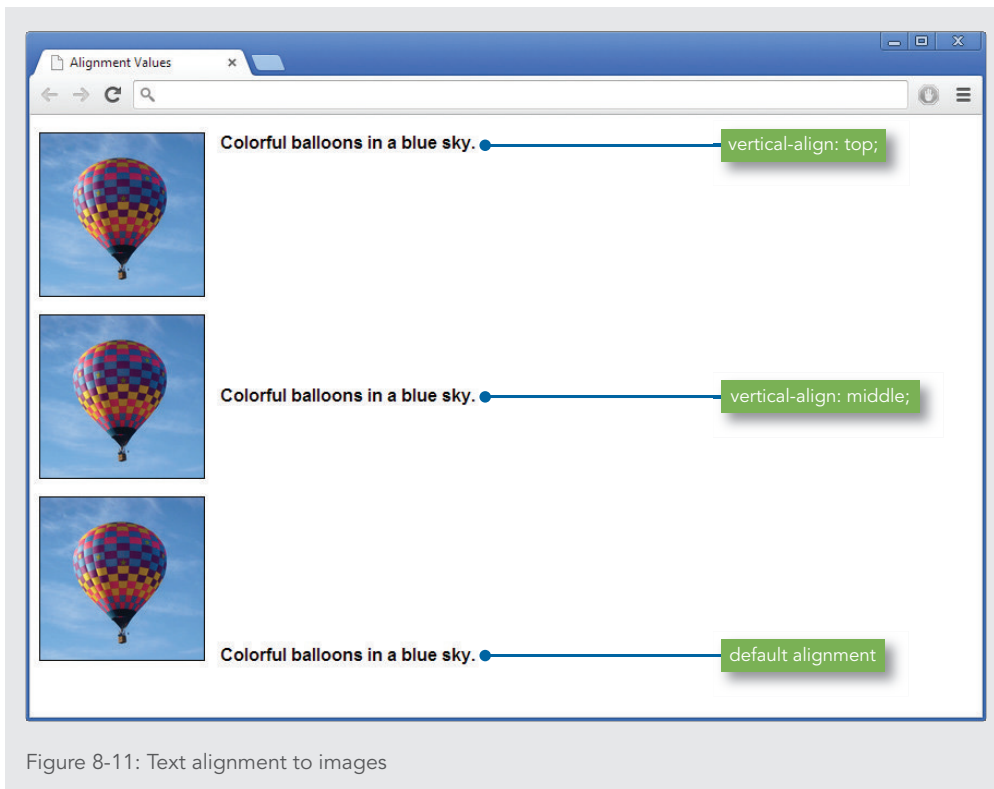 Alignment Values
Colorful balloons in a blue sky.
vertical-align: top;
Colorful balloons in a blue sky.
vertical-align: middle;
Colorful balloons in a blue sky.
default alignment
Figure 8-11: Text alignment to images